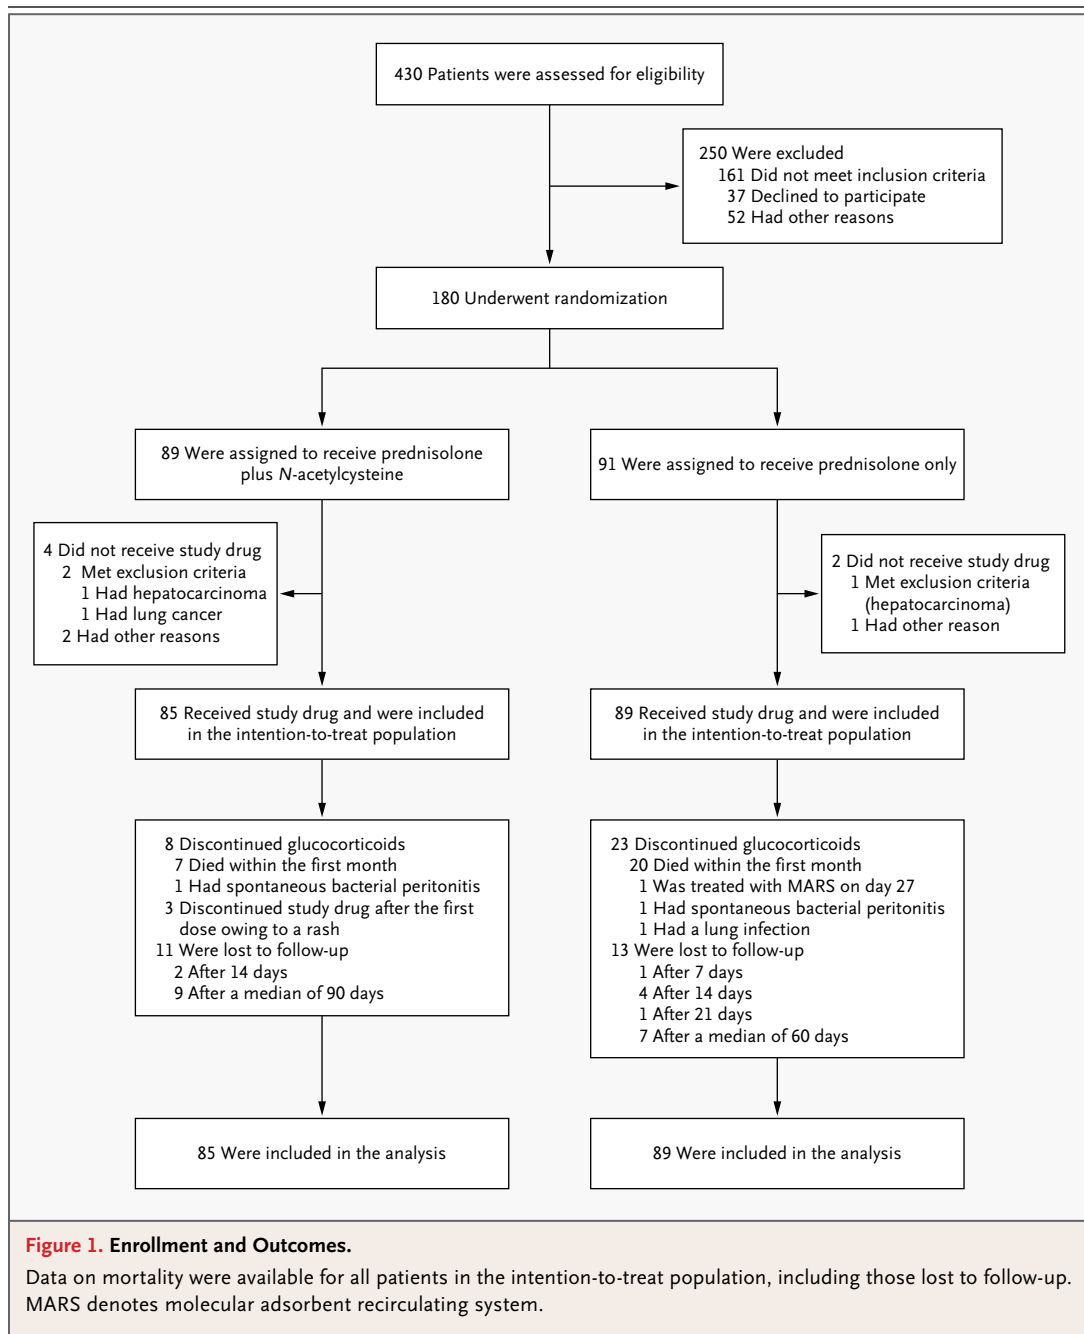 430 Patients were assessed for eligibility
250 Were excluded
161 Did not meet inclusion criteria
37 Declined to participate
52 Had other reasons
180 Underwent randomization
89 Were assigned to receive prednisolone
plus N-acetylcysteine
91 Were assigned to receive prednisolone only
4 Did not receive study drug
2 Met exclusion criteria
1 Had hepatocarcinoma
1 Had lung cancer
2 Had other reasons
2 Did not receive study drug
1 Met exclusion criteria
(hepatocarcinoma)
1 Had other reason
85 Received study drug and were included
in the intention-to-treat population
89 Received study drug and were included
in the intention-to-treat population
8 Discontinued glucocorticoids
7 Died within the first month
1 Had spontaneous bacterial peritonitis
3 Discontinued study drug after the first
dose owing to a rash
11 Were lost to follow-up
2 After 14 days
9 After a median of 90 days
23 Discontinued glucocorticoids
20 Died within the first month
1 Was treated with MARS on day 27
1 Had spontaneous bacterial peritonitis
1 Had a lung infection
13 Were lost to follow-up
1 After 7 days
4 After 14 days
1 After 21 days
7 After a median of 60 days
85 Were included in the analysis
89 Were included in the analysis
Figure 1. Enrollment and Outcomes.
Data on mortality were available for all patients in the intention-to-treat population, including those lost to follow-up.
MARS denotes molecular adsorbent recirculating system.